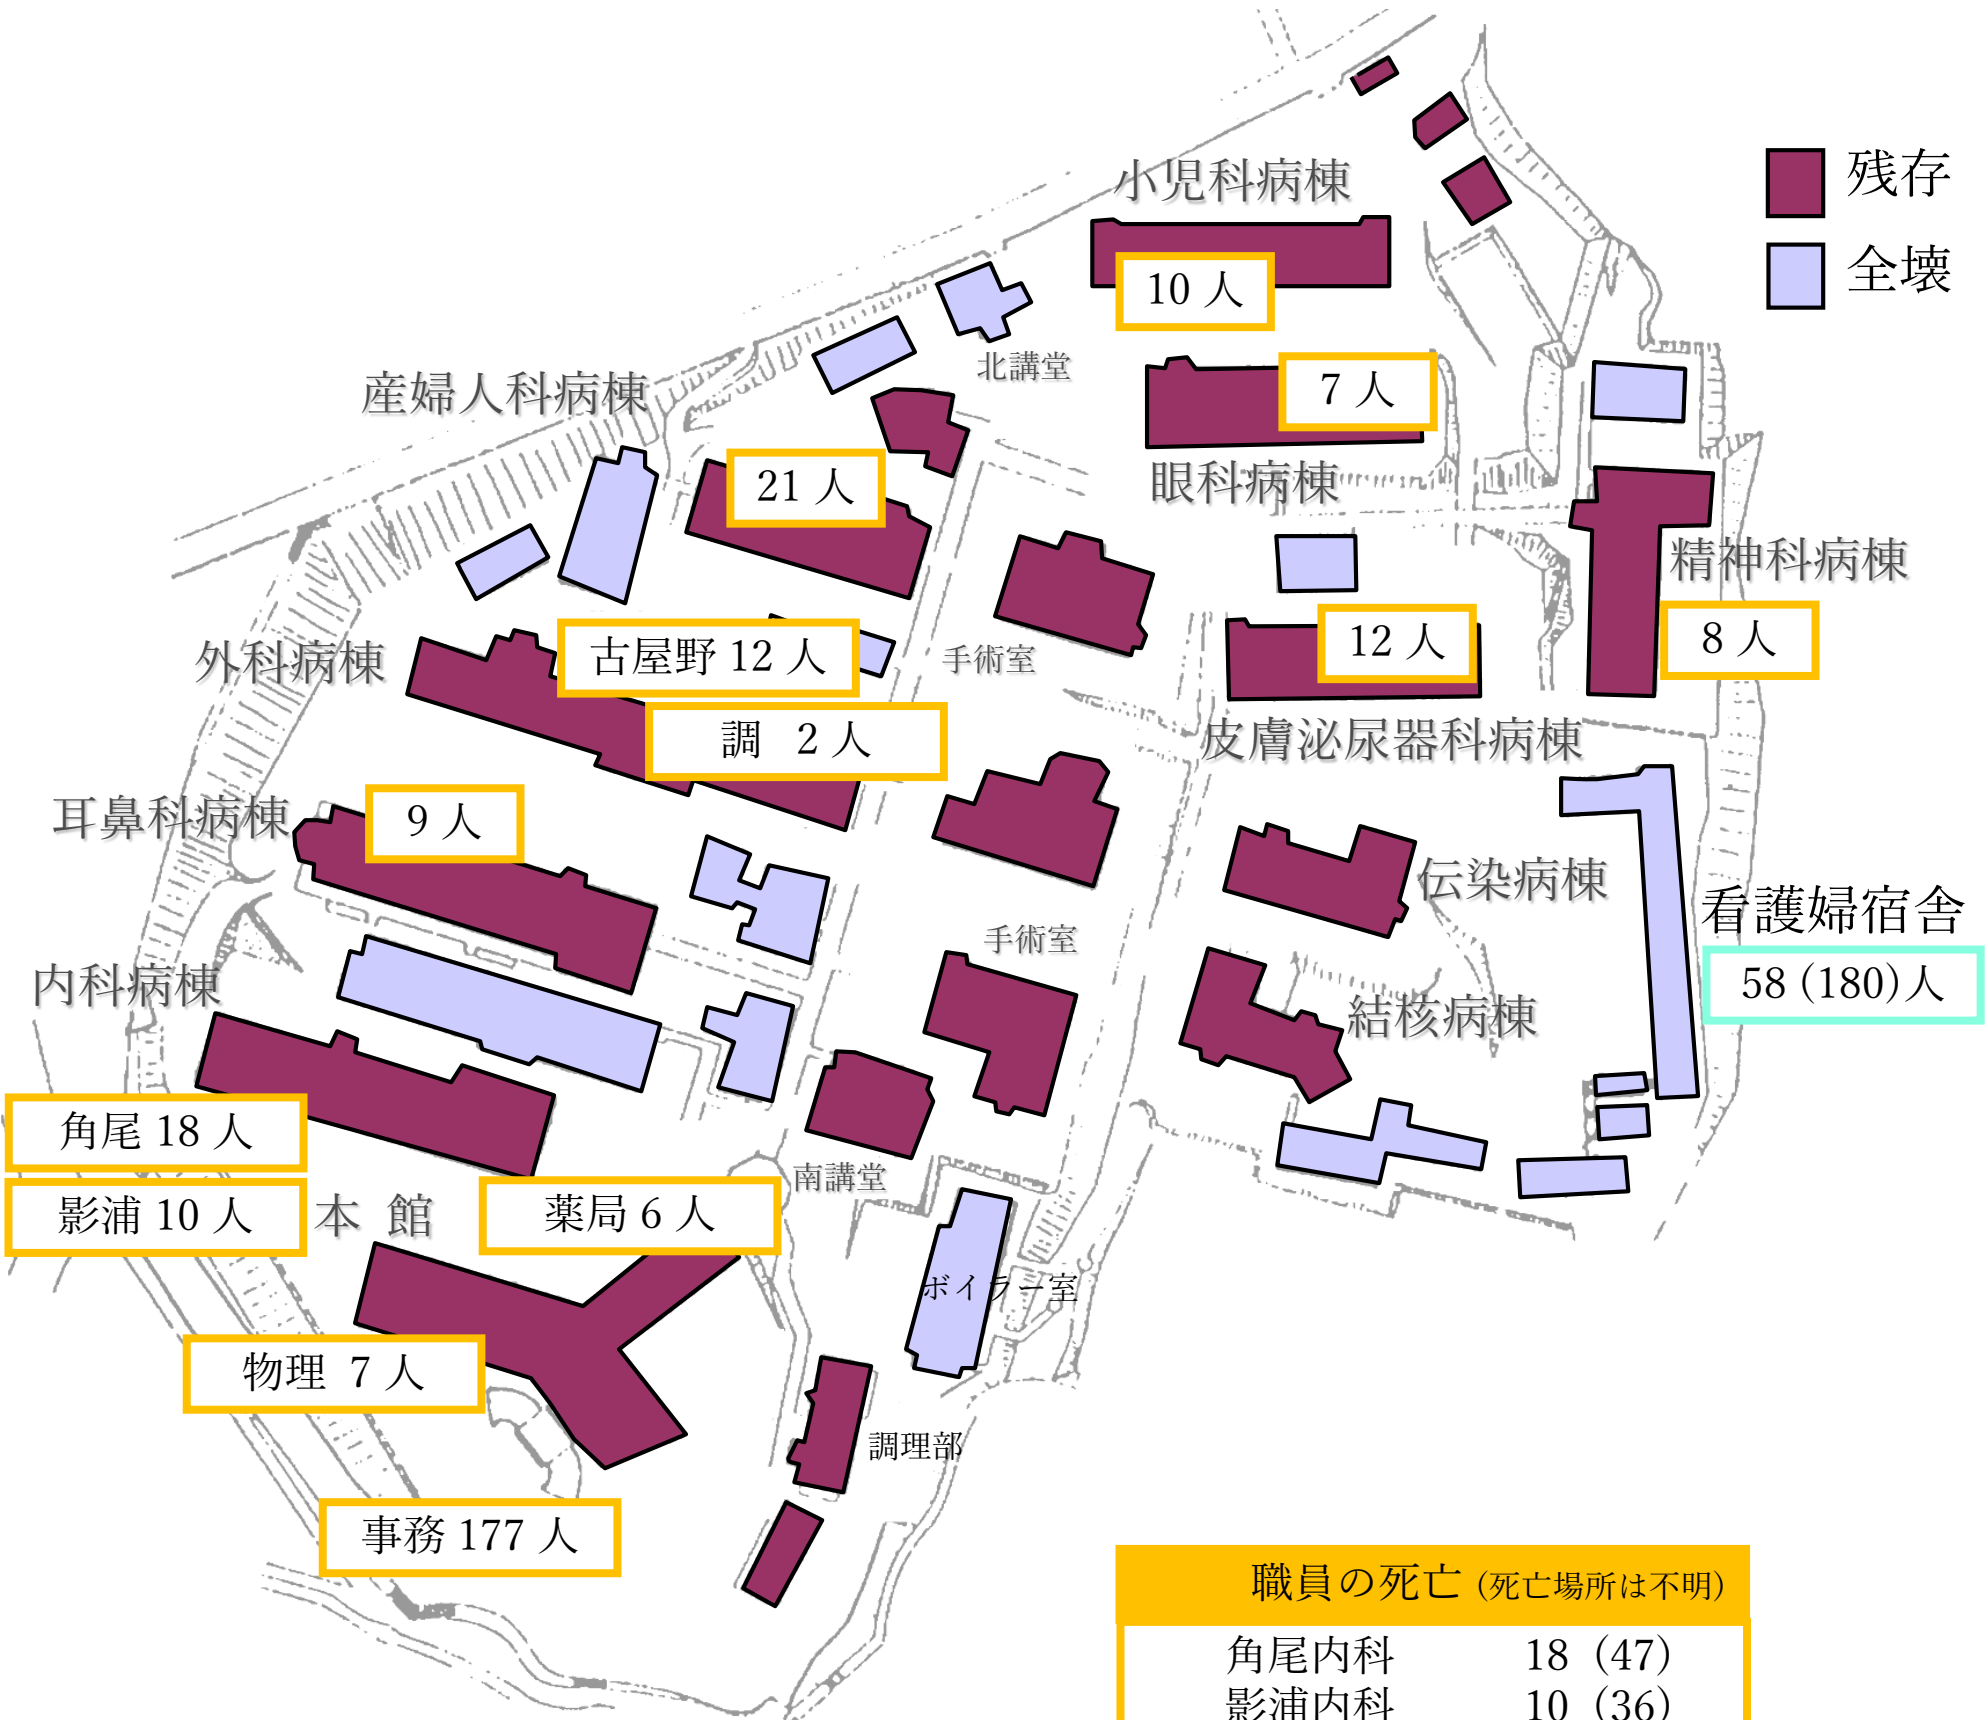 残存
小児科病棟
全壊
10 人
北講堂
7 人
産婦人科病棟
21 人
眼科病棟
精神科病棟
8 人
外科病棟
古屋野 12 人
手術室
12 人
調 2 人
皮膚泌尿器科病棟
耳鼻科病棟
9 人
伝染病棟
看護婦宿舎
手術室
58 (180)人
内科病棟
結核病棟
角尾 18 人
南講堂
影浦 10 人
本 館
薬局 6 人
ボイラー室
物理 7 人
調理部
事務 177 人
職員の死亡 (死亡場所は不明)
角尾内科 18 (47)
影浦内科 10 (36)